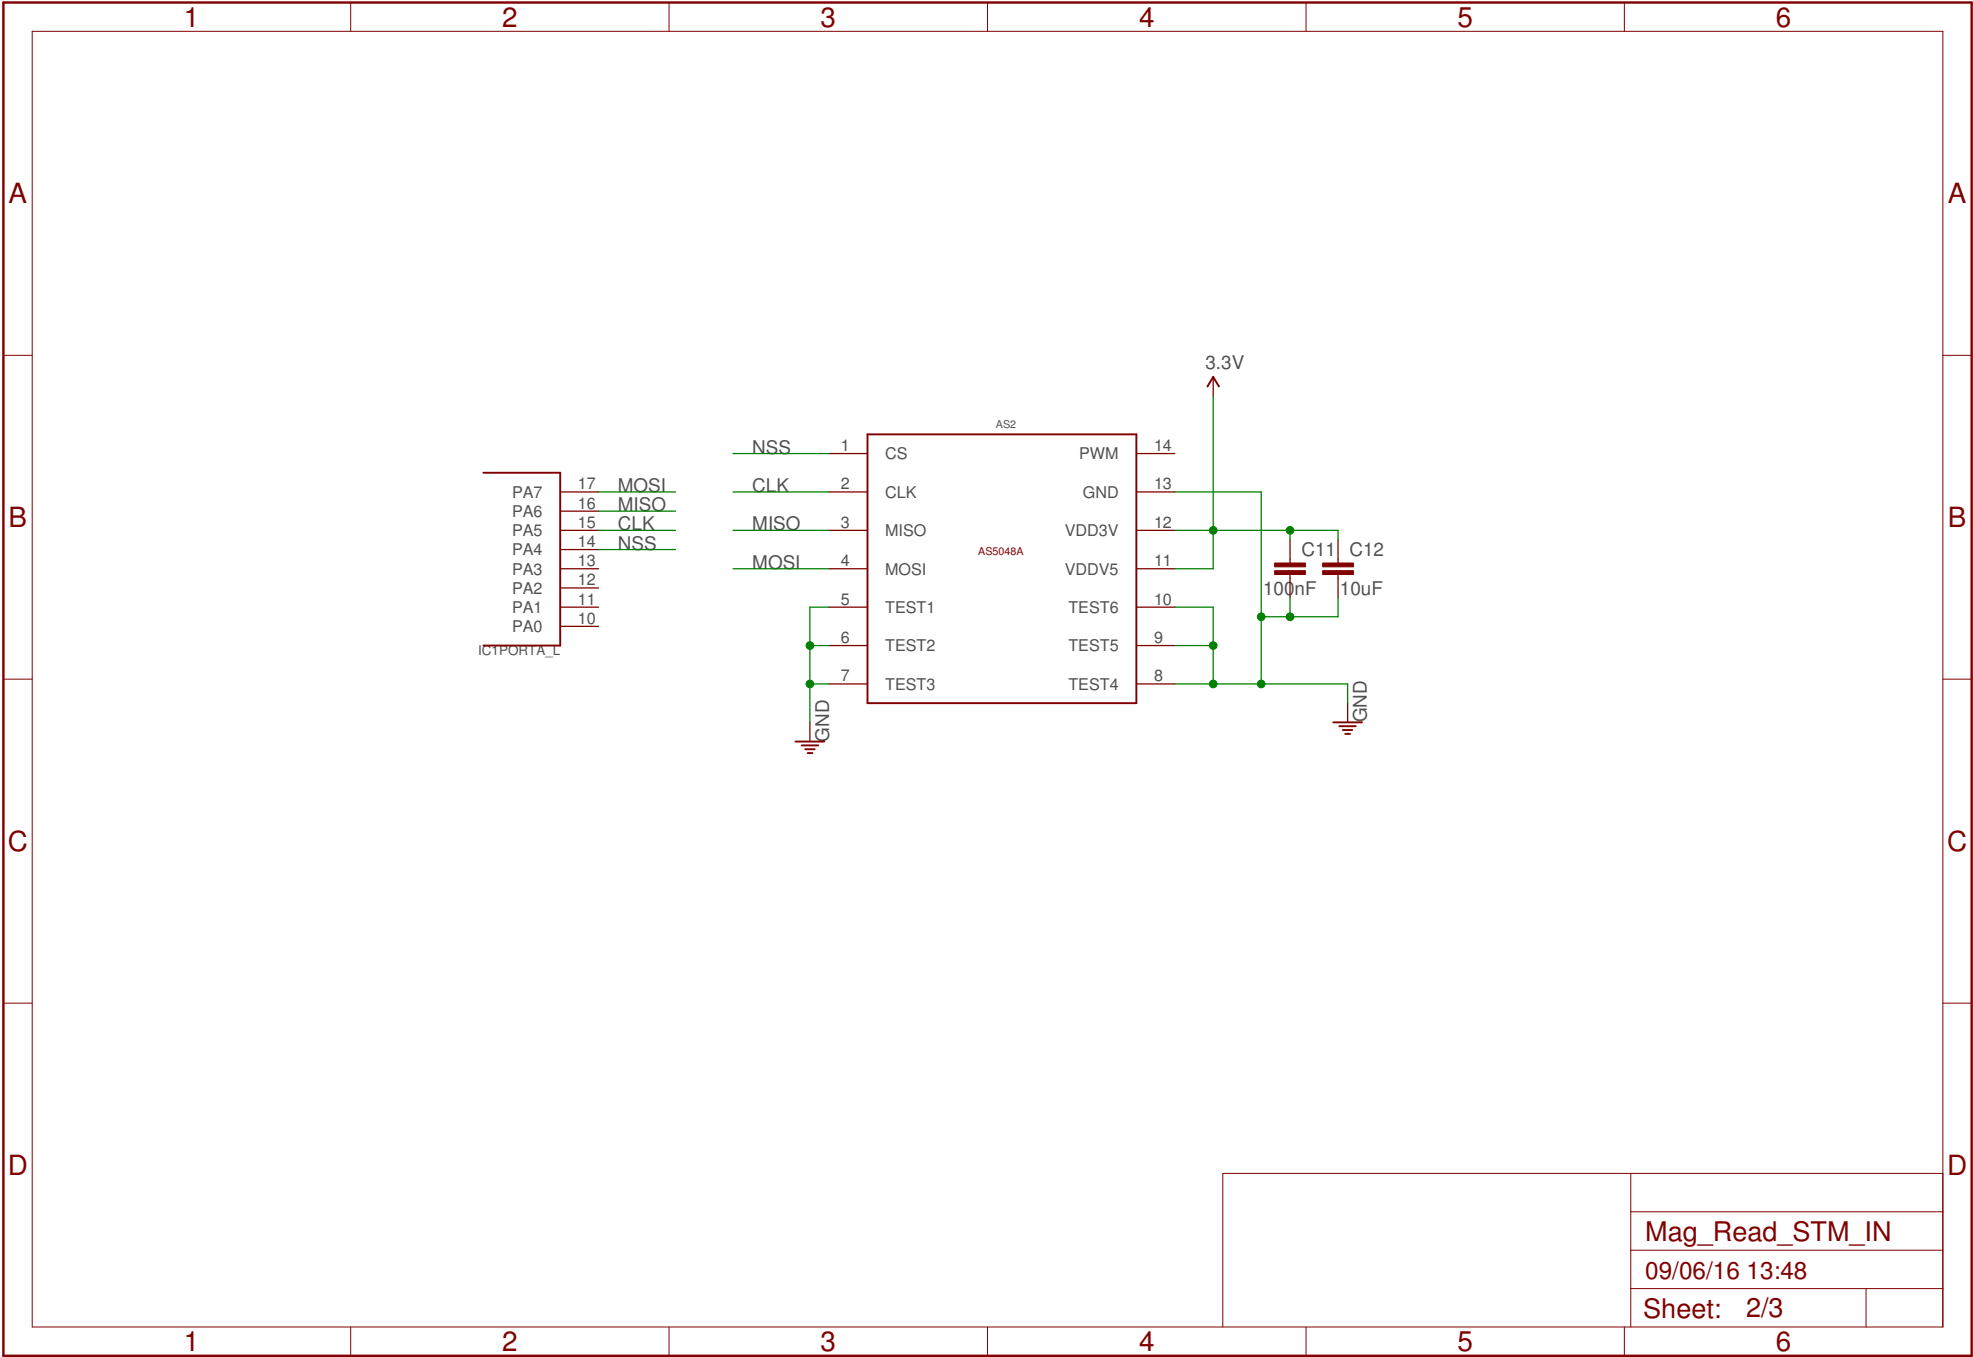 1 2 3 4 5 6
A A
B B
C C
D D
3.3V
AS2
AS5048A
NSS 1 CS
CLK 2 CLK
MISO 3 MISO
MOSI 4 MOSI
5 TEST1
6 TEST2
7 TEST3
PWM 14
GND 13
VDD3V 12
VDDV5 11
TEST6 10
TEST5 9
TEST4 8
GND
GND
C11 C12
100nF 10uF
PA7 17 MOSI
PA6 16 MISO
PA5 15 CLK
PA4 14 NSS
PA3 13
PA2 12
PA1 11
PA0 10
IC1PORTA_L
Mag_Read_STM_IN
09/06/16 13:48
Sheet: 2/3
1 2 3 4 5 6